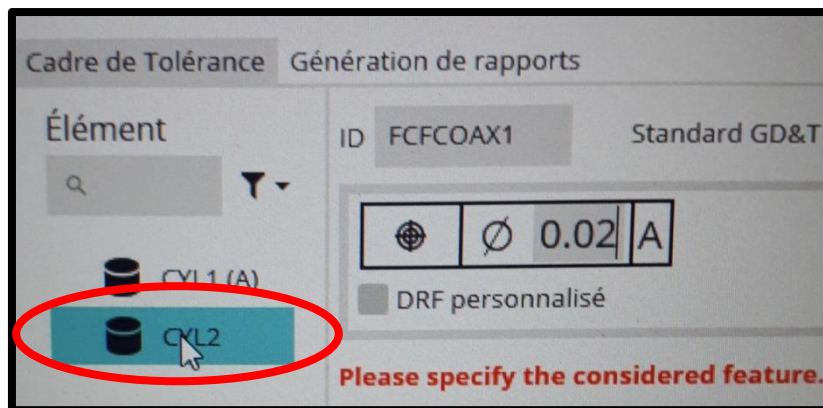 Cadre de Tolérance Génération de rapports
Élément
ID FCFCOAX1 Standard GD&T
⌖ ∅ 0.02 A
CYL1 (A)
DRF personnalisé
CYL2
Please specify the considered feature.